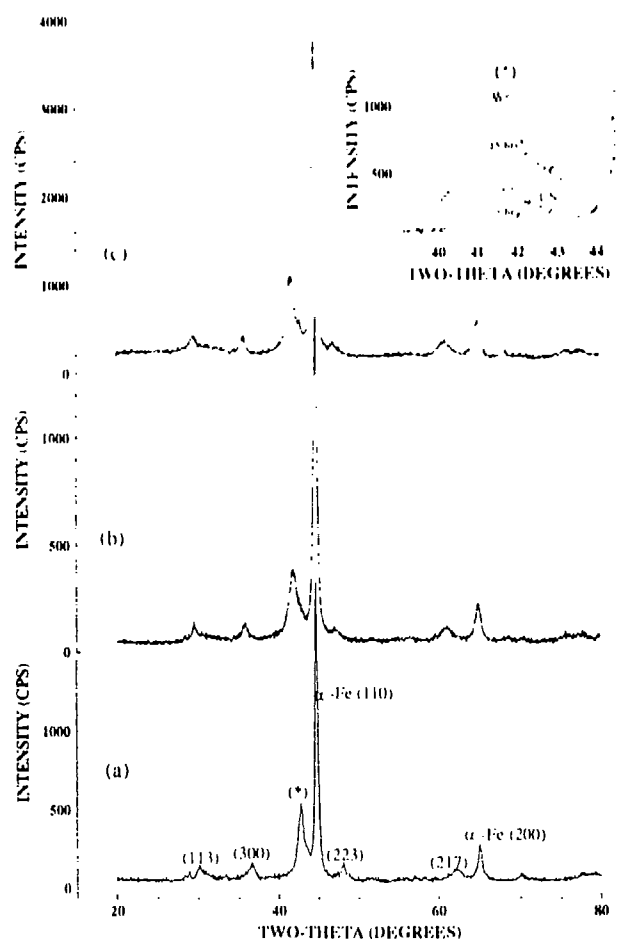 4000
3000
2000
1000
0
INTENSITY (CPS)
(c)
1000
500
INTENSITY (CPS)
(*)
40 41 42 43 44
TWO-THETA (DEGREES)
1000
500
0
INTENSITY (CPS)
(b)
1000
500
0
INTENSITY (CPS)
(a)
α -Fe (110)
(*)
(113)
(300)
(223)
(217)
α -Fe (200)
20 40 60 80
TWO-THETA (DEGREES)